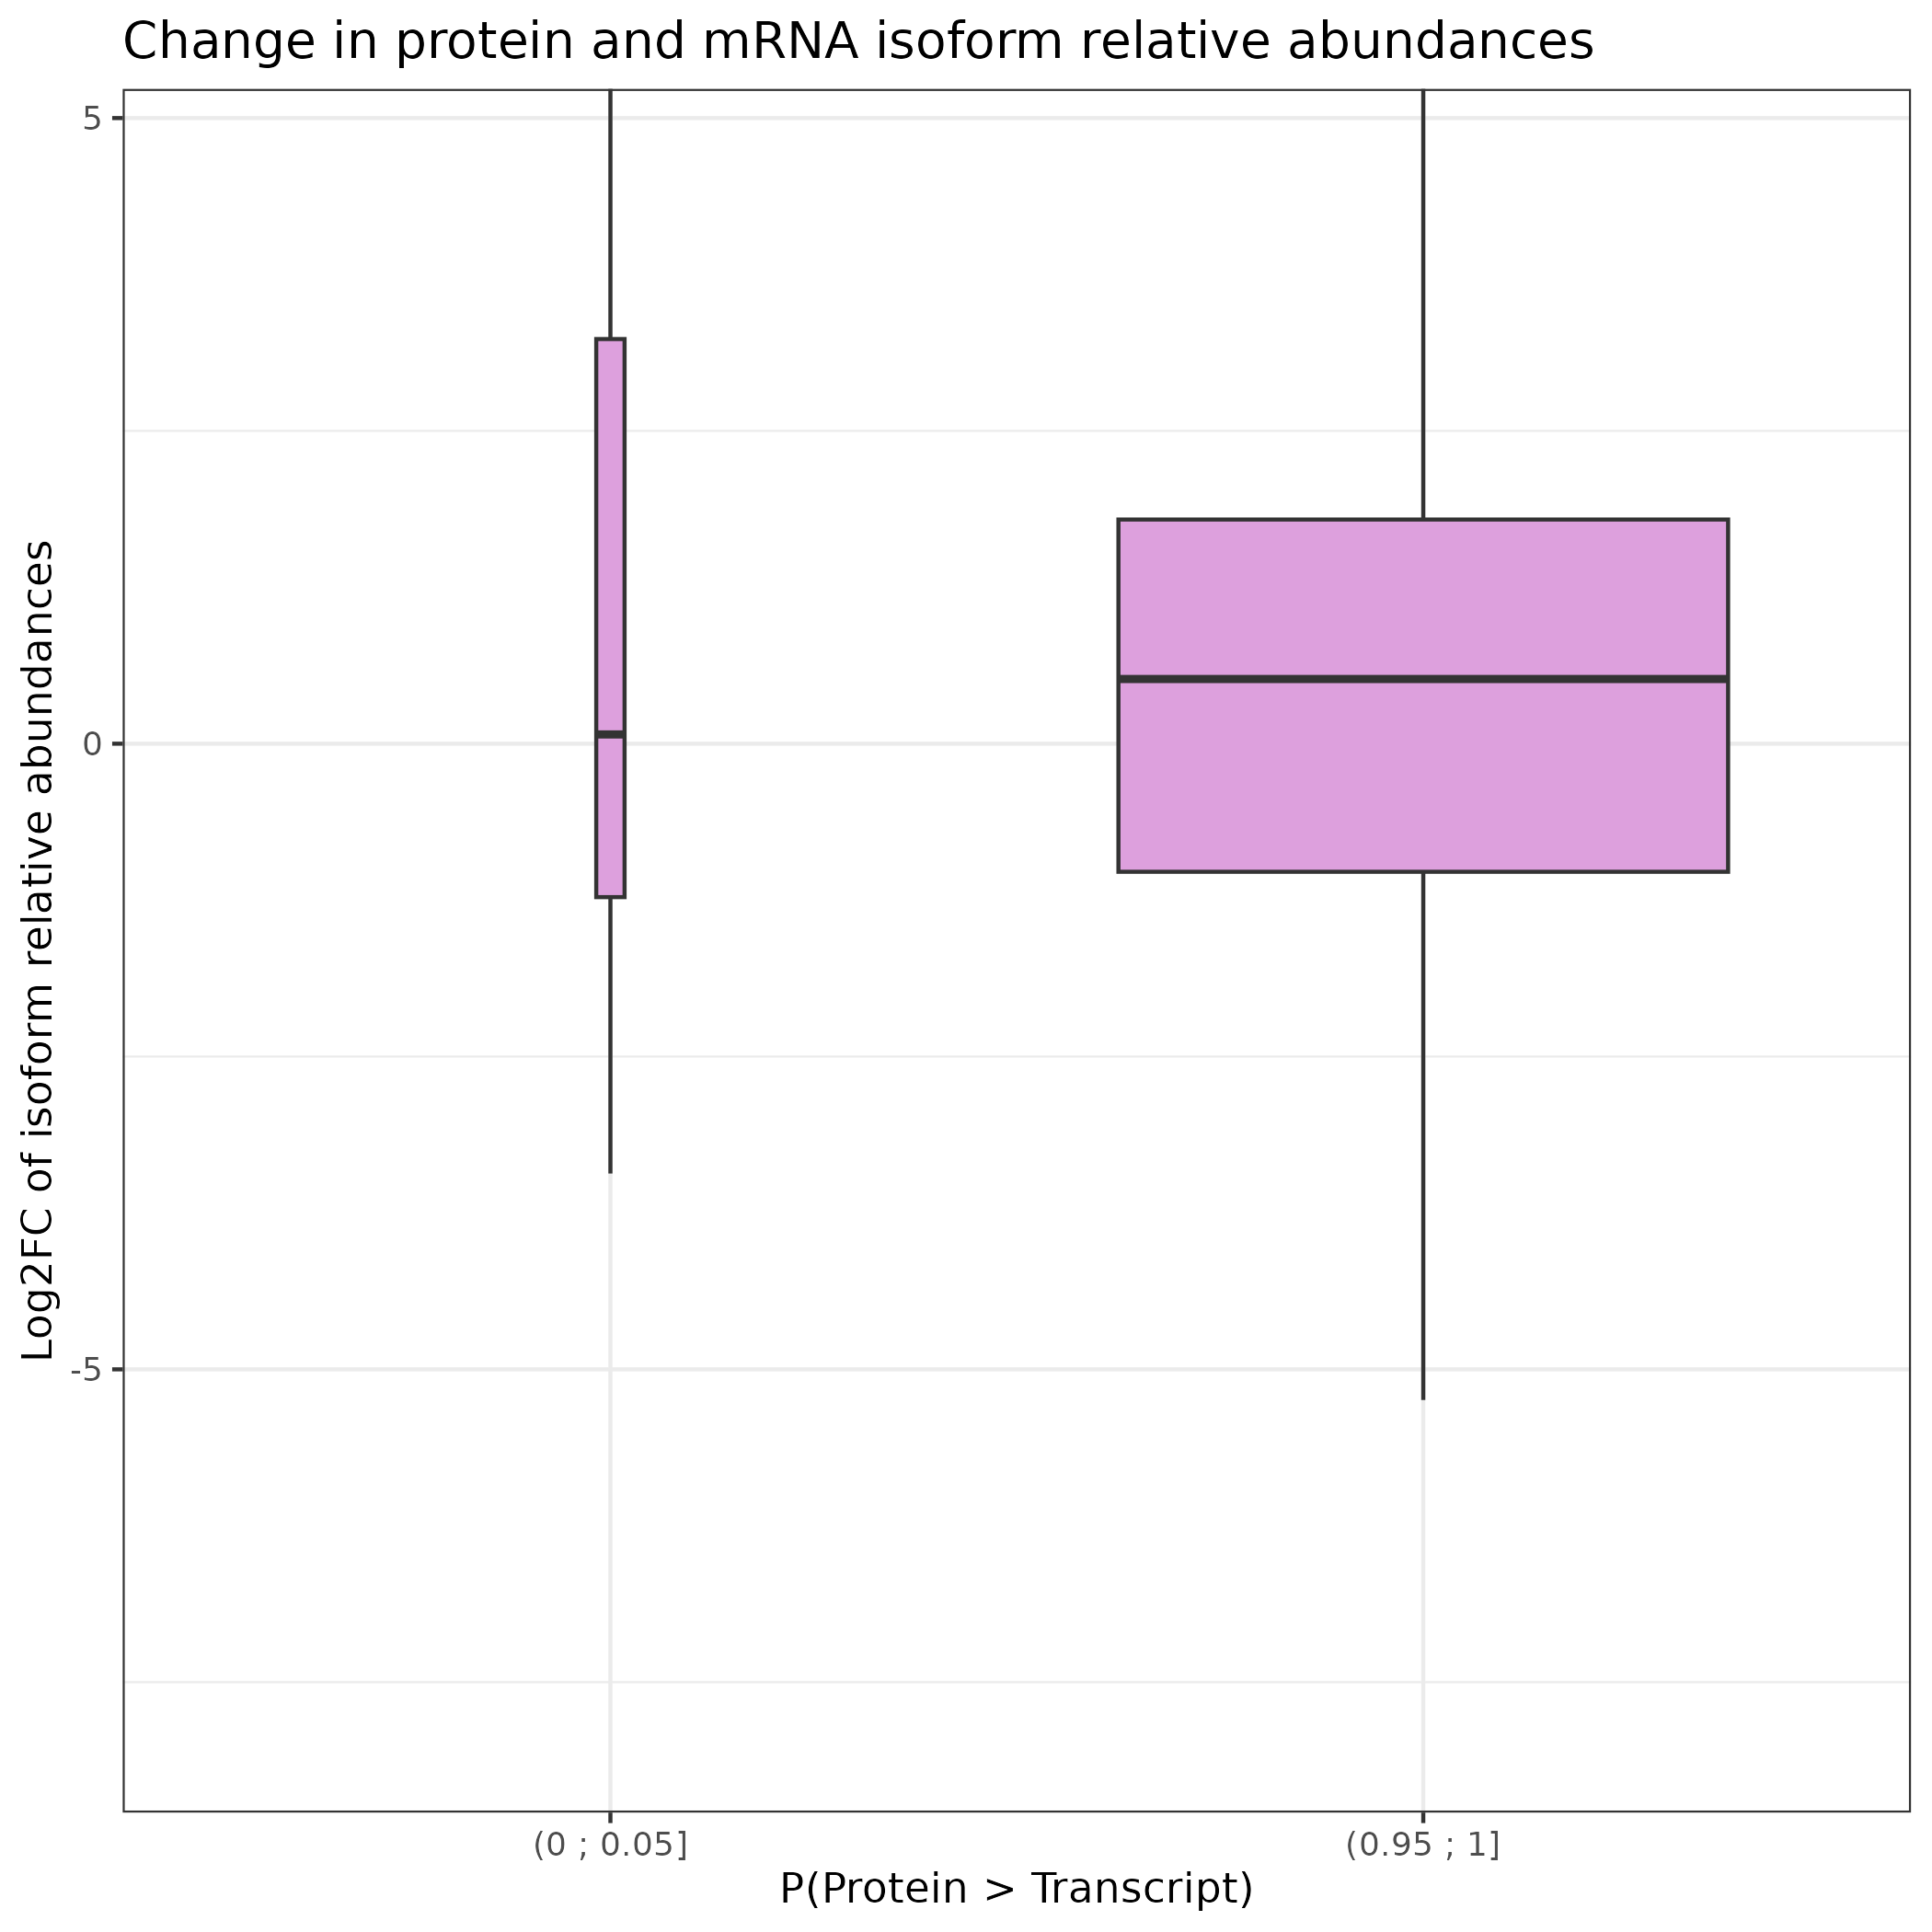 Change in protein and mRNA isoform relative abundances
Log2FC of isoform relative abundances
5
0
-5
(0 ; 0.05]
(0.95 ; 1]
P(Protein > Transcript)